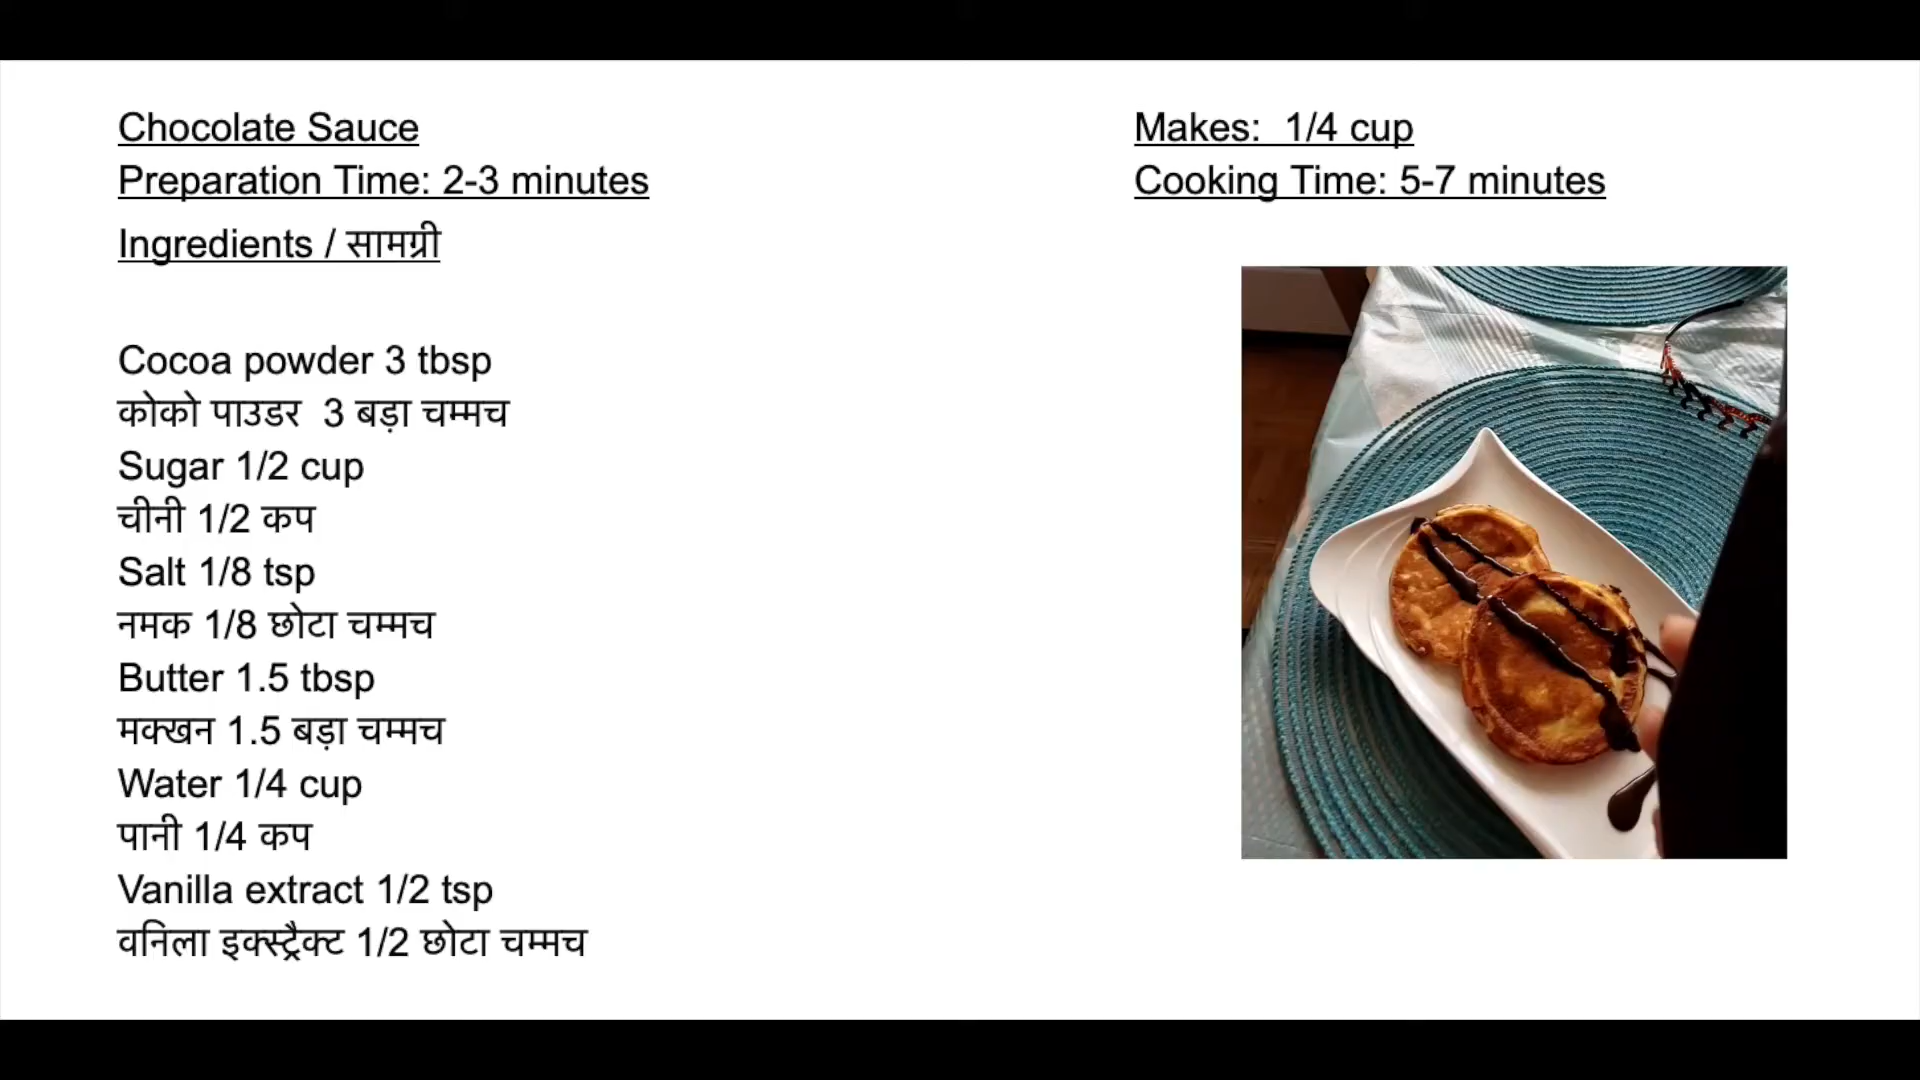 Chocolate Sauce
Makes:  1/4 cup
Preparation Time: 2-3 minutes
Cooking Time: 5-7 minutes
Ingredients / सामग्री
Cocoa powder 3 tbsp
कोको पाउडर  3 बड़ा चम्मच
Sugar 1/2 cup
चीनी 1/2 कप
Salt 1/8 tsp
नमक 1/8 छोटा चम्मच
Butter 1.5 tbsp
मक्खन 1.5 बड़ा चम्मच
Water 1/4 cup
पानी 1/4 कप
Vanilla extract 1/2 tsp
वनिला इक्स्ट्रैक्ट 1/2 छोटा चम्मच